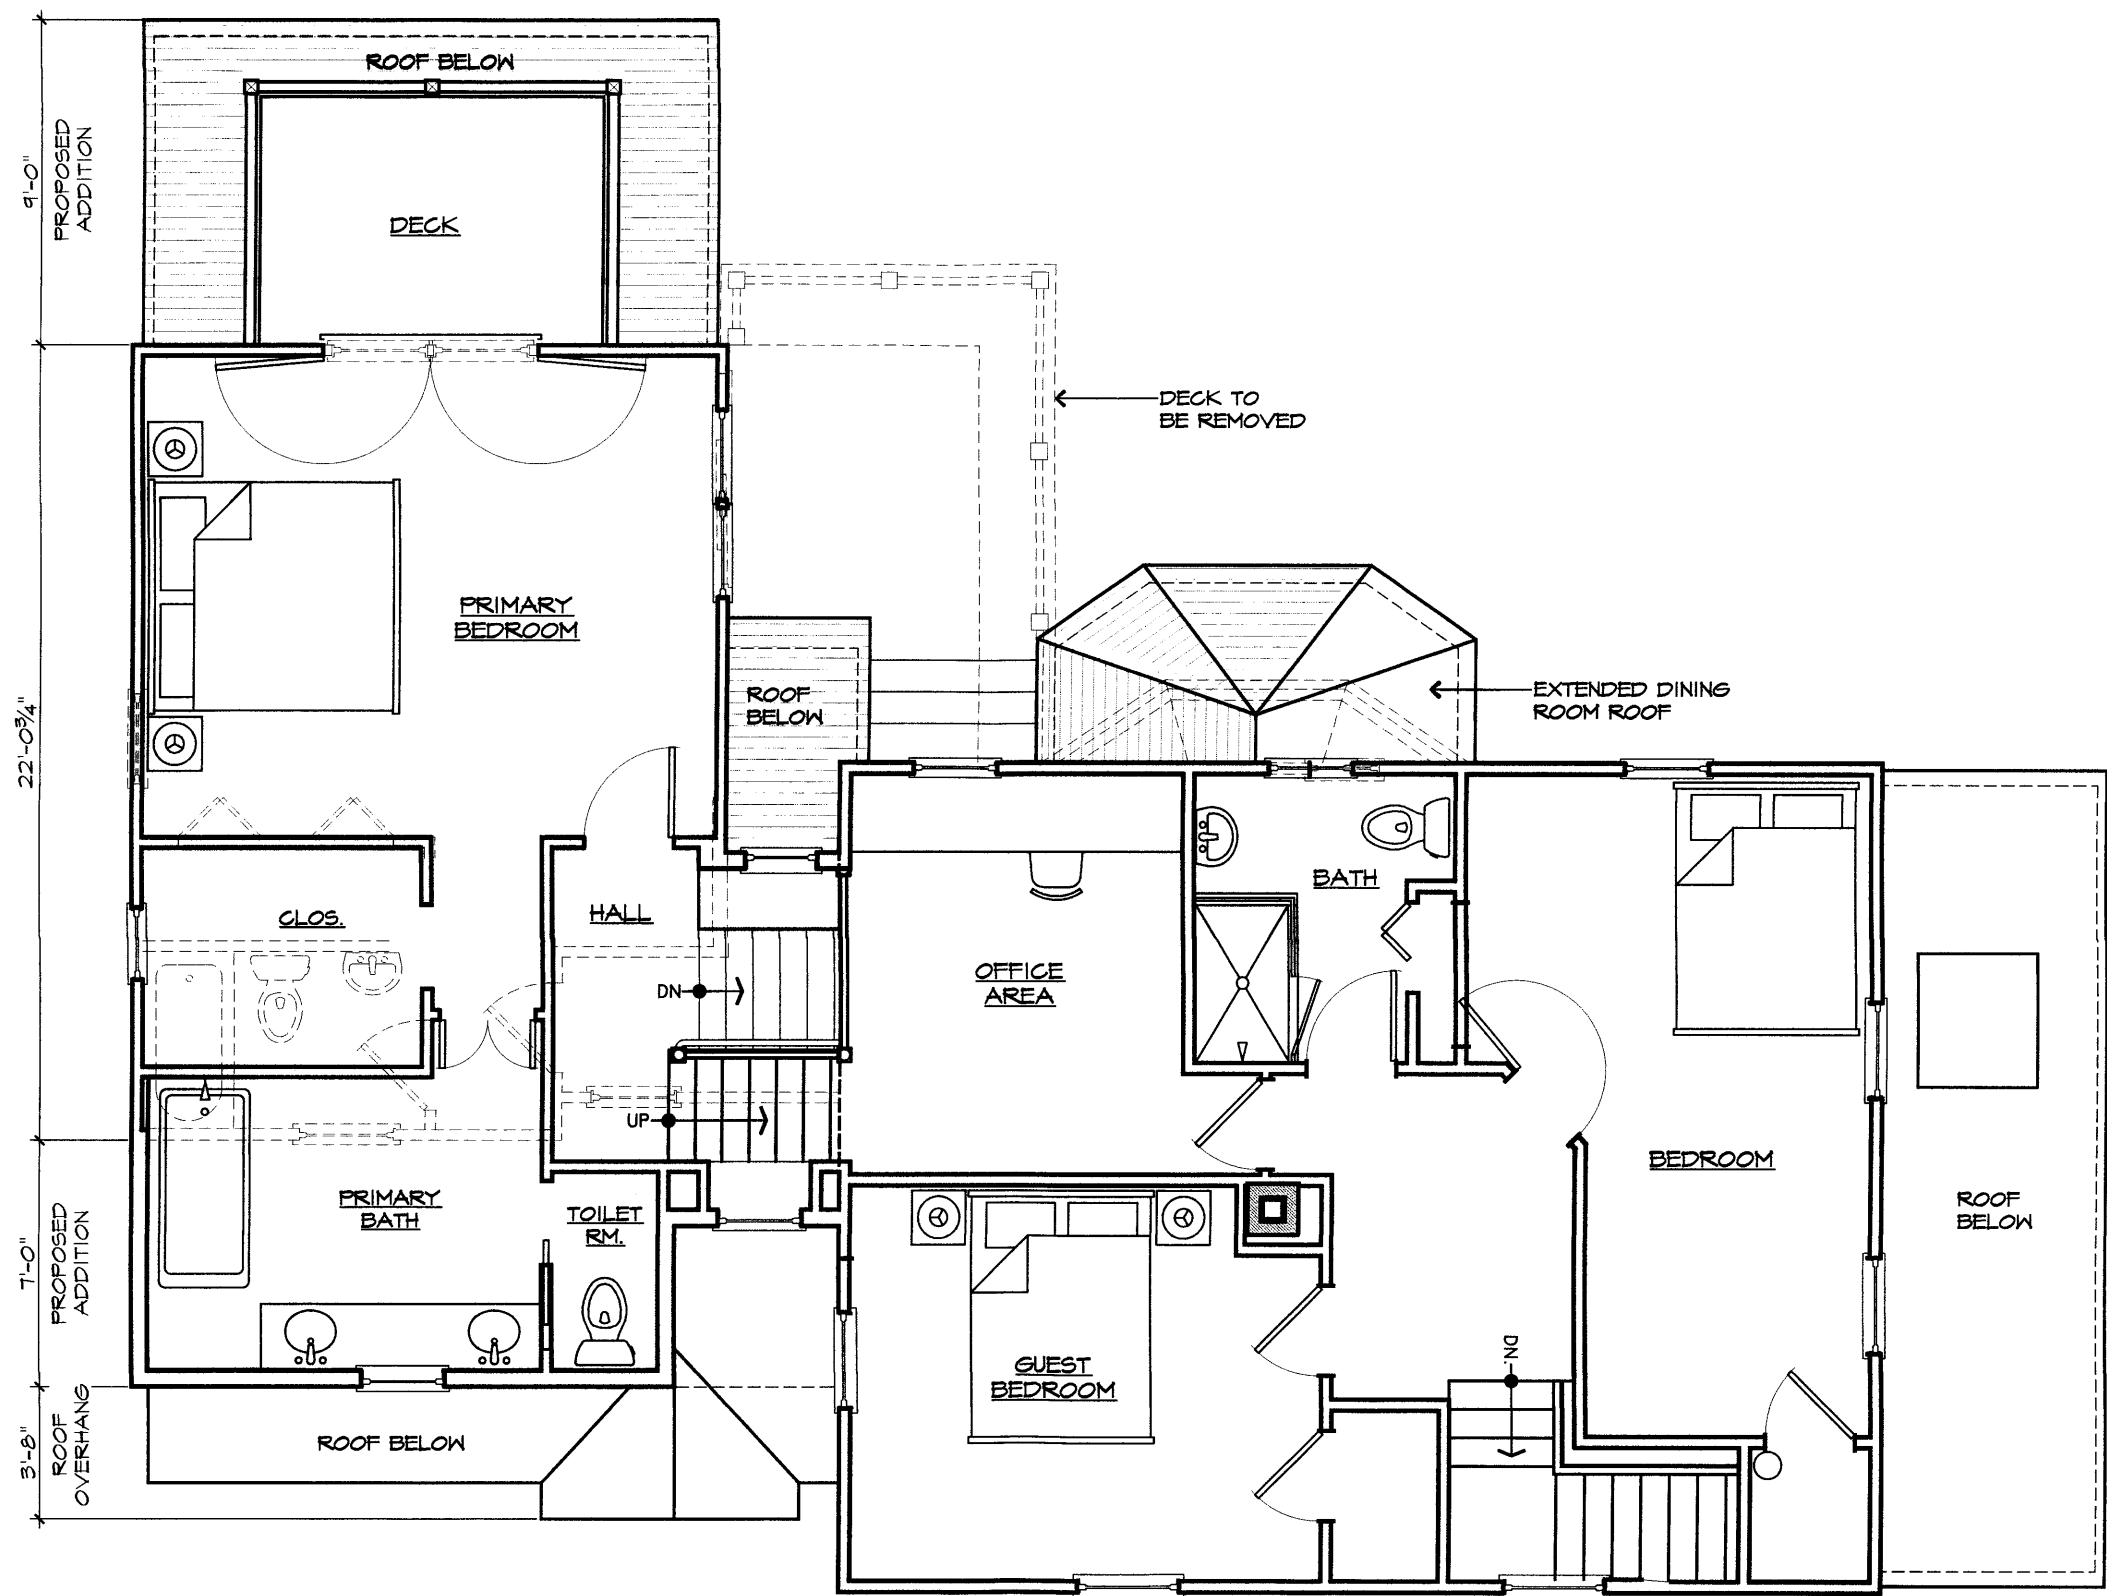 ROOF BELOW
9'-0"
PROPOSED
ADDITION
DECK
DECK TO
BE REMOVED
PRIMARY
BEDROOM
22'-0¾"
ROOF
BELOW
EXTENDED DINING
ROOM ROOF
CLOS.
HALL
BATH
OFFICE
AREA
DN
UP
BEDROOM
PRIMARY
BATH
TOILET
RM.
ROOF
BELOW
7'-0"
PROPOSED
ADDITION
GUEST
BEDROOM
DN.
3'-8"
ROOF
OVERHANG
ROOF BELOW